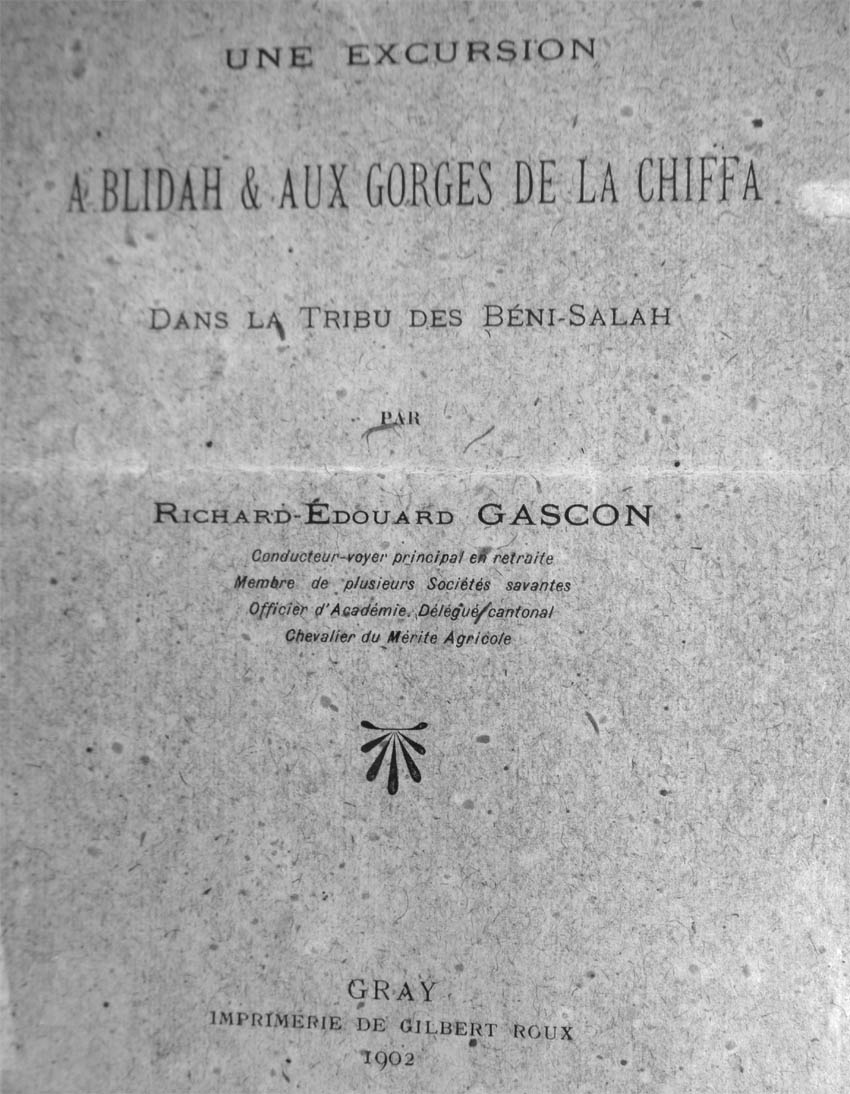 UNE EXCURSION
A BLIDAH & AUX GORGES DE LA CHIFFA
DANS LA TRIBU DES BÉNI-SALAH
PAR
RICHARD-ÉDOUARD GASCON
Conducteur-voyer principal en retraite
Membre de plusieurs Sociétés savantes
Officier d'Académie. Délégué cantonal
Chevalier du Mérite Agricole
GRAY
IMPRIMERIE DE GILBERT ROUX
1902